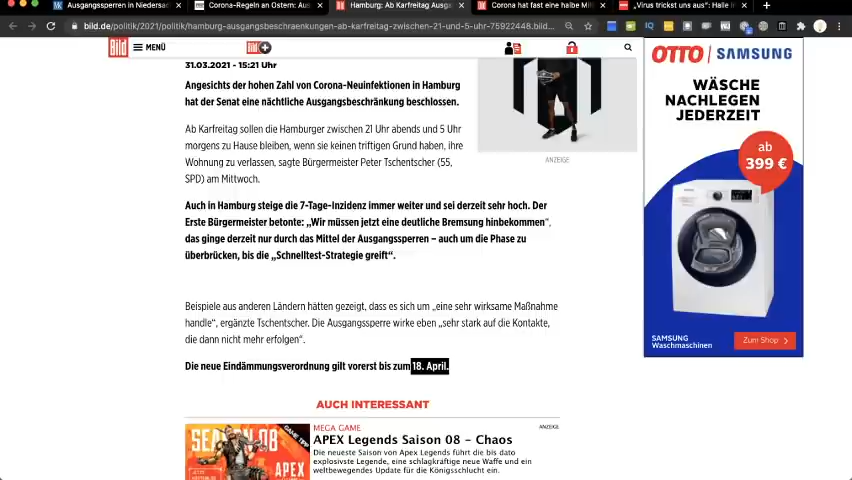 Ausgangssperren in Niedersac
Corona-Regeln an Ostern: Aus
Hamburg: Ab Karfreitag Ausga
Corona hat fast eine halbe Mill
„Virus trickst uns aus“: Halle
bild.de/politik/2021/politik/hamburg-ausgangsbeschraenkungen-ab-karfreitag-zwischen-21-und-5-uhr-75922448.bild...
Bild
MENÜ
Bild+
31.03.2021 - 15:21 Uhr
Angesichts der hohen Zahl von Corona-Neuinfektionen in Hamburg
hat der Senat eine nächtliche Ausgangsbeschränkung beschlossen.
Ab Karfreitag sollen die Hamburger zwischen 21 Uhr abends und 5 Uhr
morgens zu Hause bleiben, wenn sie keinen triftigen Grund haben, ihre
Wohnung zu verlassen, sagte Bürgermeister Peter Tschentscher (55,
SPD) am Mittwoch.
ANZEIGE
Auch in Hamburg steige die 7-Tage-Inzidenz immer weiter und sei derzeit sehr hoch. Der
Erste Bürgermeister betonte: „Wir müssen jetzt eine deutliche Bremsung hinbekommen“,
das ginge derzeit nur durch das Mittel der Ausgangssperren – auch um die Phase zu
überbrücken, bis die „Schnelltest-Strategie greift“.
Beispiele aus anderen Ländern hätten gezeigt, dass es sich um „eine sehr wirksame Maßnahme
handle“, ergänzte Tschentscher. Die Ausgangssperre wirke eben „sehr stark auf die Kontakte,
die dann nicht mehr erfolgen“.
Die neue Eindämmungsverordnung gilt vorerst bis zum 18. April.
AUCH INTERESSANT
SEASON 08
APEX
MEGA GAME
ANZEIGE
APEX Legends Saison 08 – Chaos
Die neueste Saison von Apex Legends führt die bis dato
explosivste Legende, eine schlagkräftige neue Waffe und ein
weltbewegendes Update für die Königsschlucht ein.
OTTO | SAMSUNG
WÄSCHE
NACHLEGEN
JEDERZEIT
ab
399 €
SAMSUNG
Waschmaschinen
Zum Shop